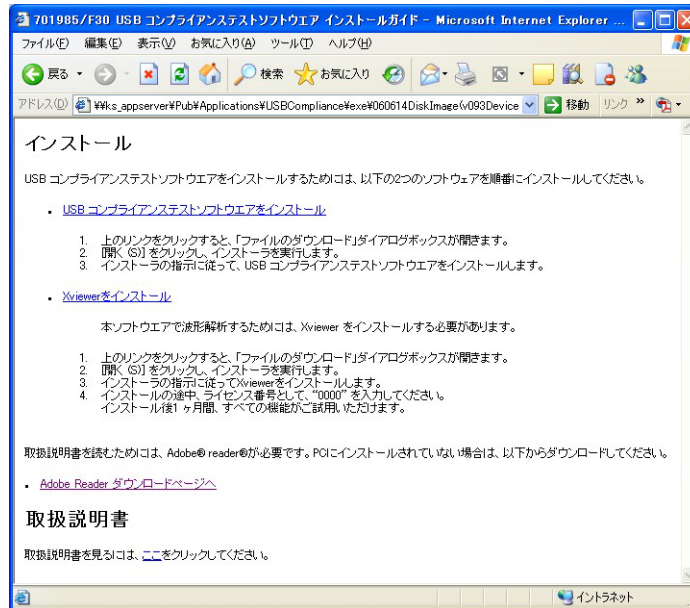 701985/F30 USB コンプライアンステストソフトウエア インストールガイド - Microsoft Internet Explorer ...
ファイル(F) 編集(E) 表示(V) お気に入り(A) ツール(T) ヘルプ(H)
戻る 検索 お気に入り
アドレス(D) ¥¥ks_appserver¥Pub¥Applications¥USBCompliance¥exe¥060614DiskImage(v093Device 移動 リンク »
インストール
USB コンプライアンステストソフトウエアをインストールするためには、以下の2つのソフトウェアを順番にインストールしてください。
• USB コンプライアンステストソフトウエアをインストール
1. 上のリンクをクリックすると、「ファイルのダウンロード」ダイアログボックスが開きます。
2. [開く(S)] をクリックし、インストーラを実行します。
3. インストーラの指示に従って、USB コンプライアンステストソフトウエアをインストールします。
• Xviewerをインストール
本ソフトウエアで波形解析するためには、Xviewer をインストールする必要があります。
1. 上のリンクをクリックすると、「ファイルのダウンロード」ダイアログボックスが開きます。
2. [開く(S)] をクリックし、インストーラを実行します。
3. インストーラの指示に従ってXviewerをインストールします。
4. インストールの途中、ライセンス番号として、“0000” を入力してください。
インストール後1 ヶ月間、すべての機能がご試用いただけます。
取扱説明書を読むためには、Adobe® reader®が必要です。PCにインストールされていない場合は、以下からダウンロードしてください。
• Adobe Reader ダウンロードページへ
取扱説明書
取扱説明書を見るには、ここをクリックしてください。
イントラネット